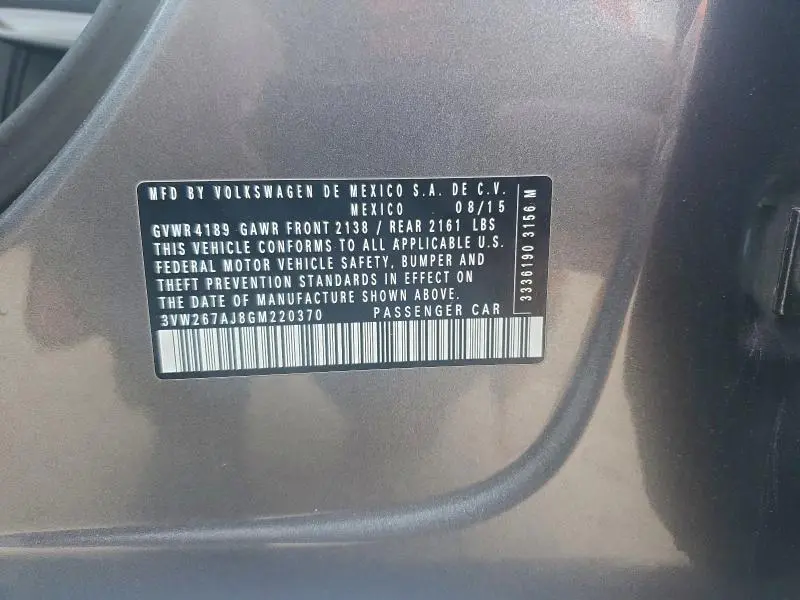 MFD BY VOLKSWAGEN DE MEXICO S.A. DE C.V.
MEXICO 08/15
GVWR 4189 GAWR FRONT 2138 / REAR 2161 LBS
THIS VEHICLE CONFORMS TO ALL APPLICABLE U.S.
FEDERAL MOTOR VEHICLE SAFETY, BUMPER AND
THEFT PREVENTION STANDARDS IN EFFECT ON
THE DATE OF MANUFACTURE SHOWN ABOVE.
3VW267AJ8GM220370 PASSENGER CAR
3336190 3156 M